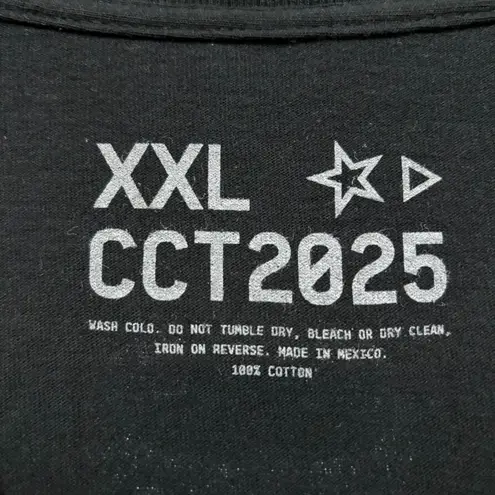 XXL
CCT2025
WASH COLD. DO NOT TUMBLE DRY, BLEACH OR DRY CLEAN,
IRON ON REVERSE. MADE IN MEXICO.
100% COTTON